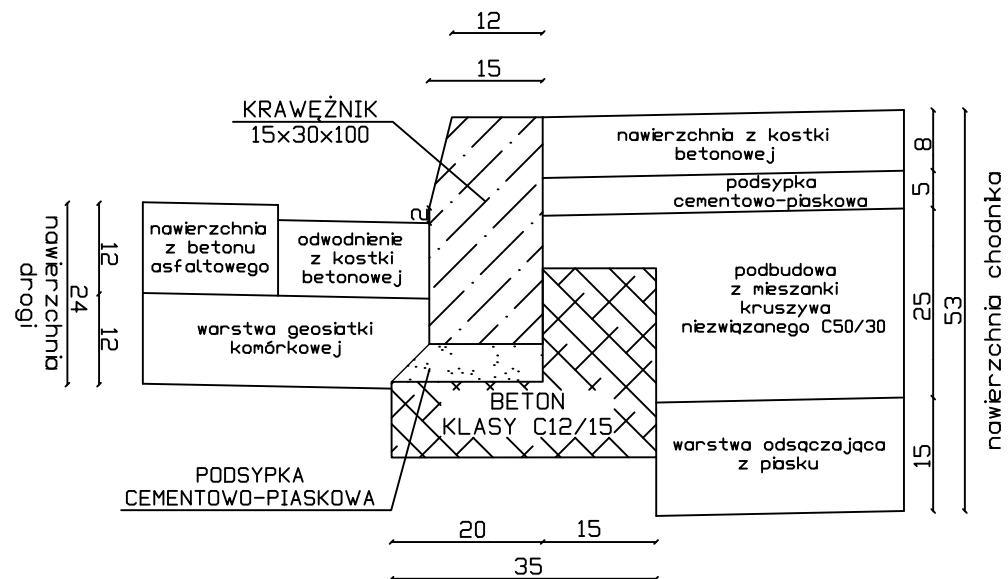 12
15
KRAWĘŻNIK
15x30x100
nawierzchnia z kostki
betonowej
8
podsypka
cementowo-piaskowa
5
2
nawierzchnia
z betonu
asfaltowego
odwodnienie
z kostki
betonowej
12
24
nawierzchnia
drogi
12
warstwa geosiatki
komórkowej
podbudowa
z mieszanki
kruszywa
niezwiązanego C50/30
25
53
nawierzchnia chodnika
BETON
KLASY C12/15
warstwa odsączająca
z piasku
15
PODSYPKA
CEMENTOWO-PIASKOWA
20
15
35